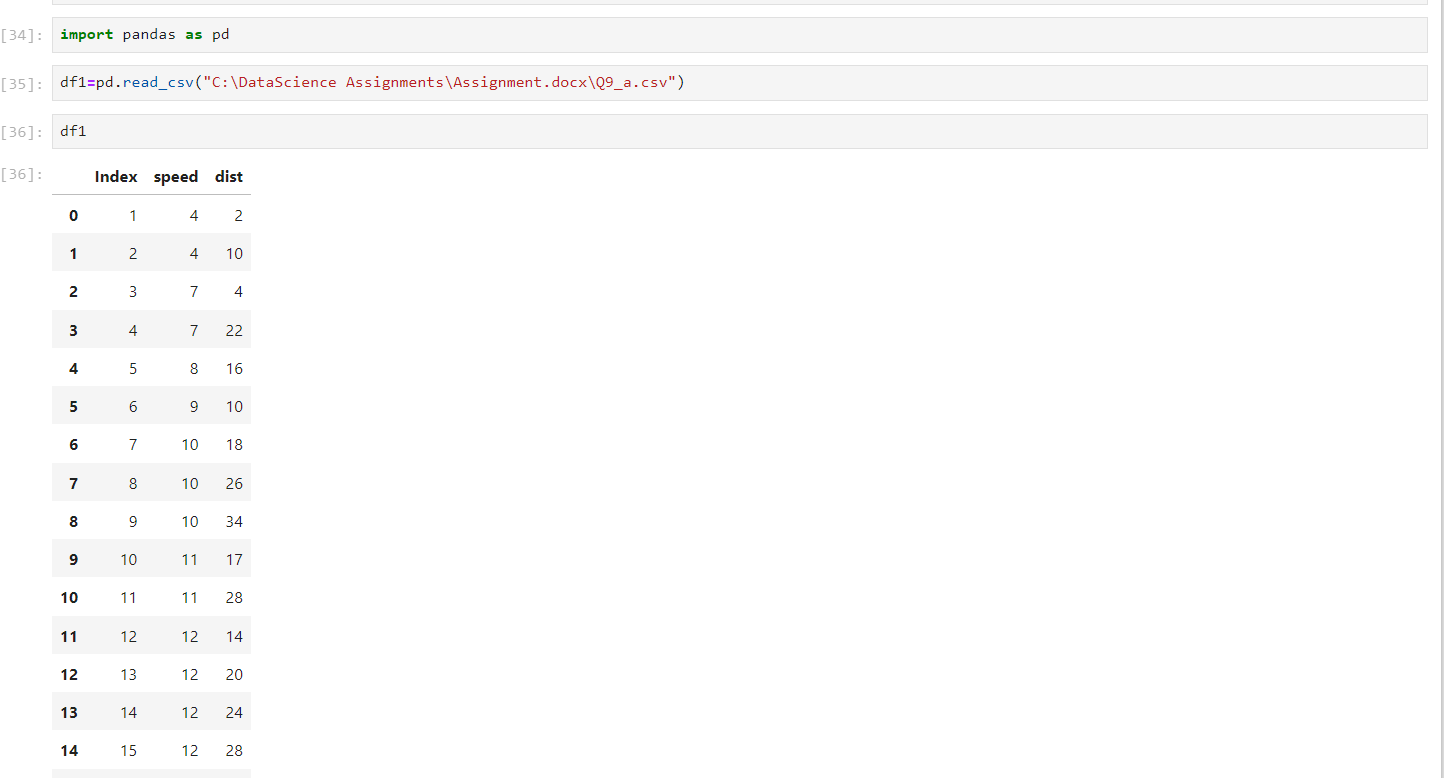 [34]: import pandas as pd
[35]: df1=pd.read_csv("C:\DataScience Assignments\Assignment.docx\Q9_a.csv")
[36]: df1
[36]: Index speed dist
0 1 4 2
1 2 4 10
2 3 7 4
3 4 7 22
4 5 8 16
5 6 9 10
6 7 10 18
7 8 10 26
8 9 10 34
9 10 11 17
10 11 11 28
11 12 12 14
12 13 12 20
13 14 12 24
14 15 12 28